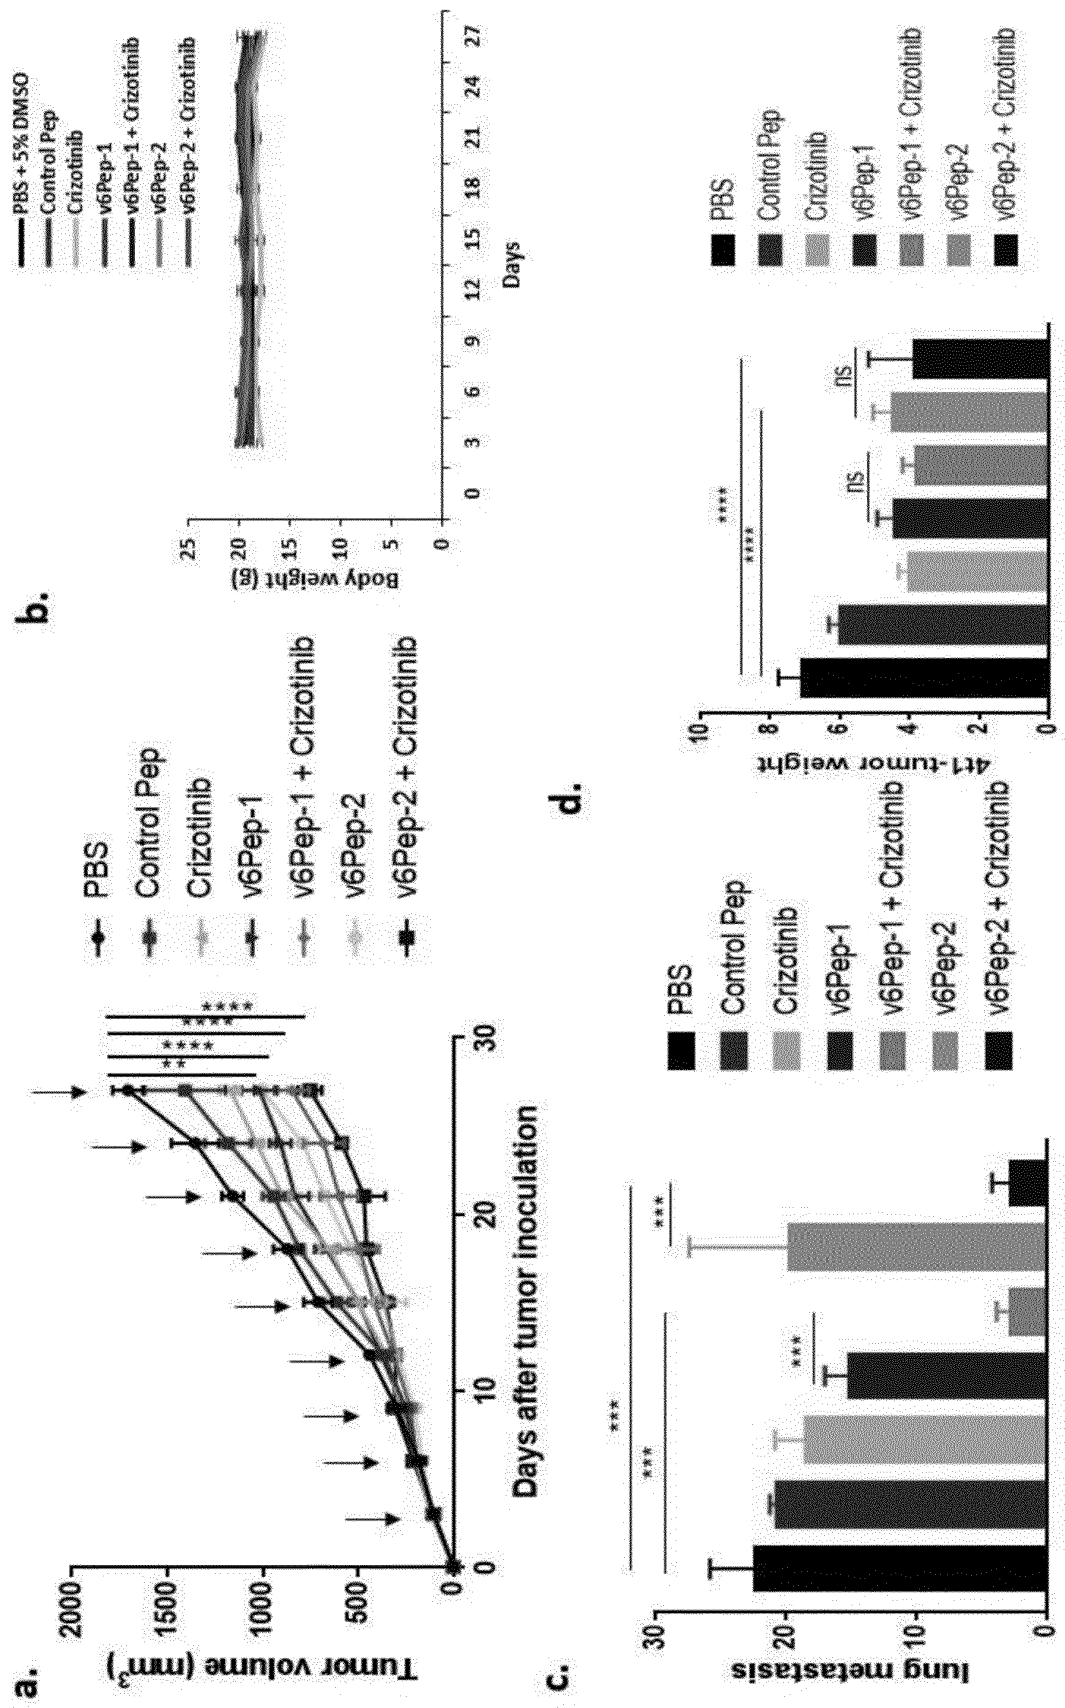 a.
Tumor volume (mm³)
2000
1500
1000
500
0
0
10
20
30
Days after tumor inoculation
**
****
****
****
PBS
Control Pep
Crizotinib
v6Pep-1
v6Pep-1 + Crizotinib
v6Pep-2
v6Pep-2 + Crizotinib
b.
Body weight (g)
25
20
15
10
5
0
0 3 6 9 12 15 18 21 24 27
Days
PBS + 5% DMSO
Control Pep
Crizotinib
v6Pep-1
v6Pep-1 + Crizotinib
v6Pep-2
v6Pep-2 + Crizotinib
c.
lung metastasis
30
20
10
0
***
***
***
***
PBS
Control Pep
Crizotinib
v6Pep-1
v6Pep-1 + Crizotinib
v6Pep-2
v6Pep-2 + Crizotinib
d.
4t1-tumor weight
10
8
6
4
2
0
****
****
ns
ns
PBS
Control Pep
Crizotinib
v6Pep-1
v6Pep-1 + Crizotinib
v6Pep-2
v6Pep-2 + Crizotinib